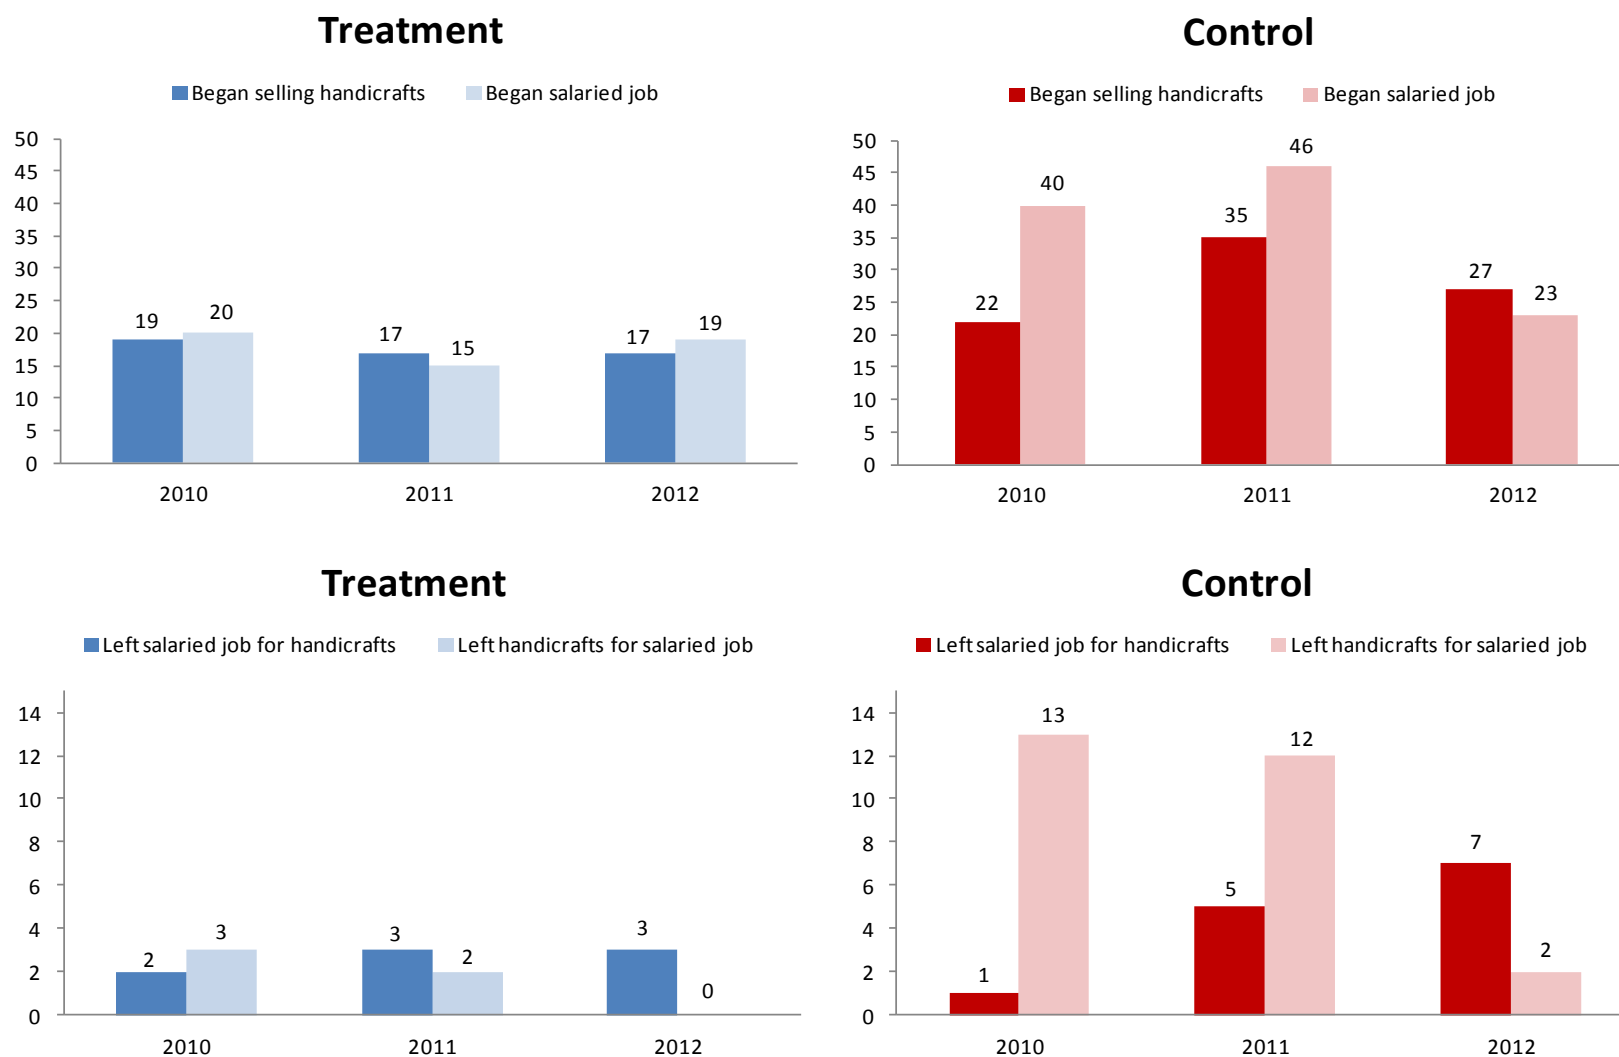 Treatment
Began selling handicrafts Began salaried job
50
45
40
35
30
25
20
15
10
5
0
19 20 17 15 17 19
2010 2011 2012
Control
Began selling handicrafts Began salaried job
50
45
40
35
30
25
20
15
10
5
0
22 40 35 46 27 23
2010 2011 2012
Treatment
Left salaried job for handicrafts Left handicrafts for salaried job
14
12
10
8
6
4
2
0
2 3 3 2 3 0
2010 2011 2012
Control
Left salaried job for handicrafts Left handicrafts for salaried job
14
12
10
8
6
4
2
0
1 13 5 12 7 2
2010 2011 2012